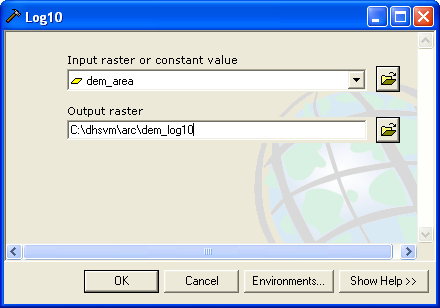 Log10
Input raster or constant value
dem_area
Output raster
C:\dhsvm\arc\dem_log10
OK
Cancel
Environments...
Show Help >>